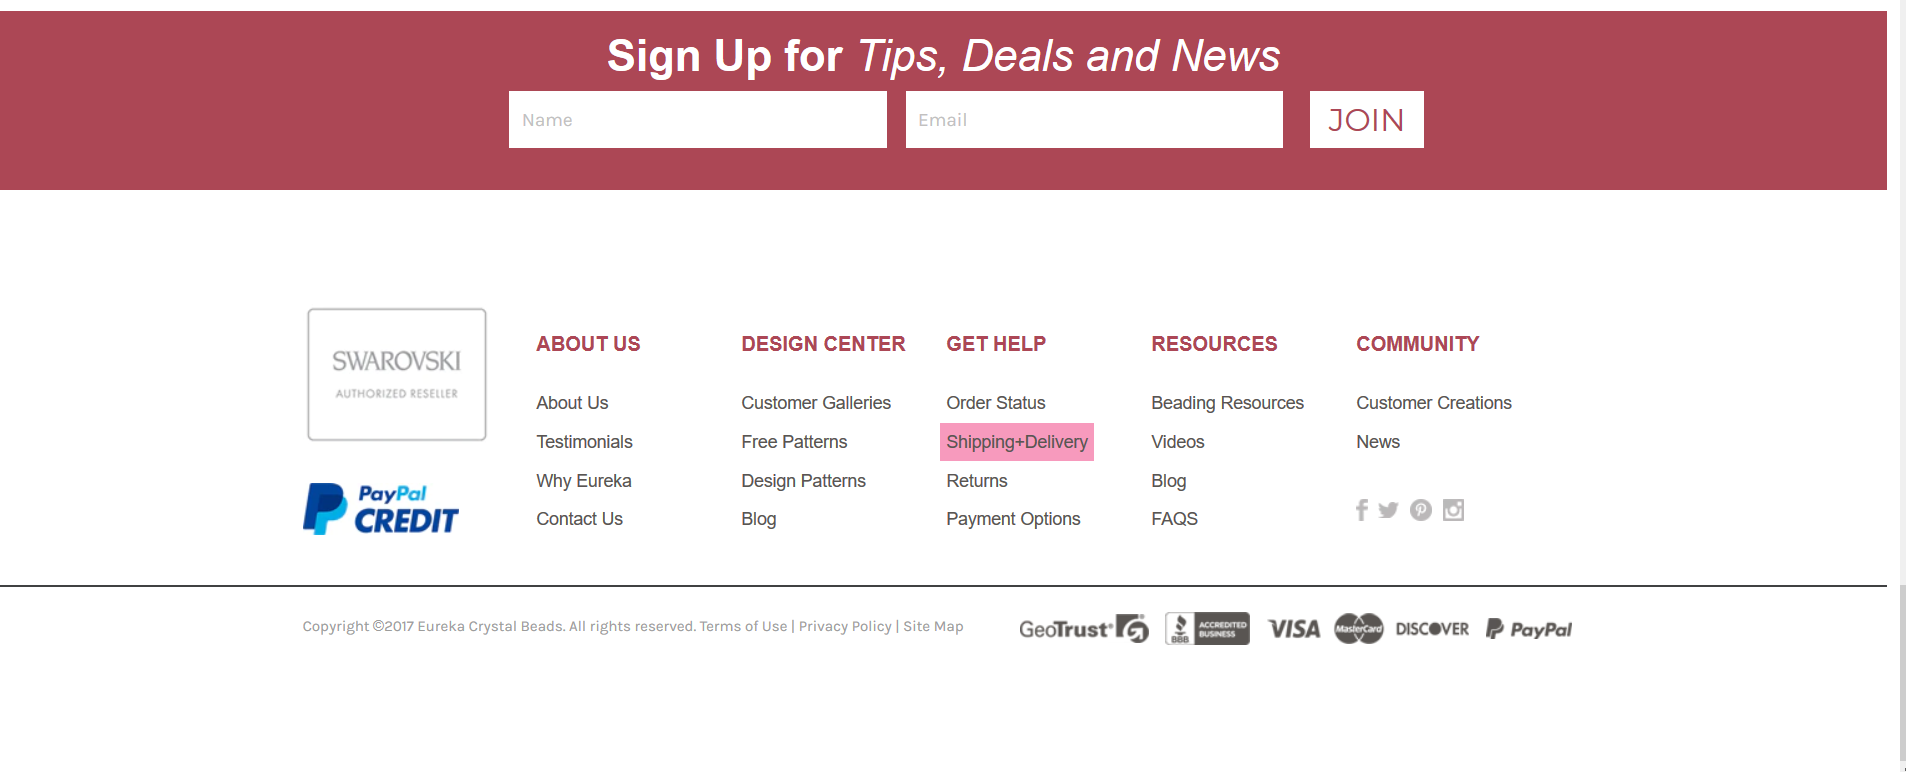 Sign Up for Tips, Deals and News
Name
Email
JOIN
SWAROVSKI
AUTHORIZED RESELLER
PayPal
CREDIT
ABOUT US
About Us
Testimonials
Why Eureka
Contact Us
DESIGN CENTER
Customer Galleries
Free Patterns
Design Patterns
Blog
GET HELP
Order Status
Shipping+Delivery
Returns
Payment Options
RESOURCES
Beading Resources
Videos
Blog
FAQS
COMMUNITY
Customer Creations
News
Copyright ©2017 Eureka Crystal Beads. All rights reserved. Terms of Use | Privacy Policy | Site Map
GeoTrust
BBB
ACCREDITED
BUSINESS
VISA
MasterCard
DISCOVER
PayPal